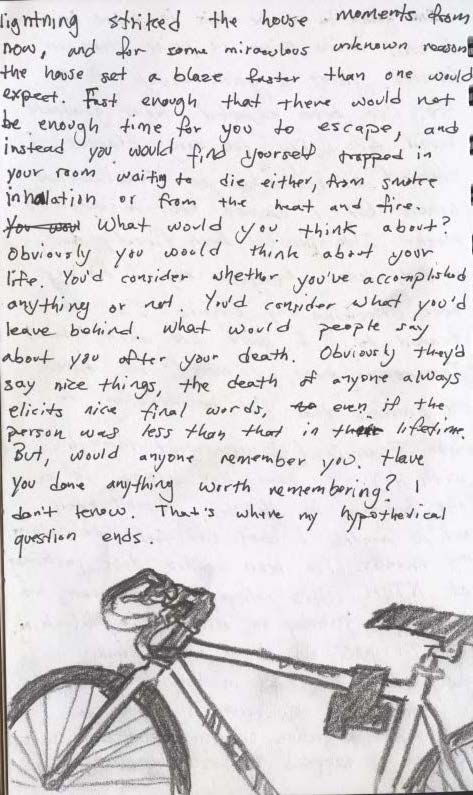 lightning striked the house moments from
now, and for some miraculous unknown reason
the house set a blaze faster than one would
expect. Fast enough that there would not
be enough time for you to escape, and
instead you would find yourself trapped in
your room waitig to die either, from smoke
inhalation or from the heat and fire.
What would you think about?
Obviously you would think about your
life. You'd consider whether you've accomplished
anything or not. You'd consider what you'd
leave behind what would people say
about you after your death. Obviously they'd
say nice things, the death of anyone always
elicits nice final words, even if the
person was less than that in lifetime.
But, would anyone remember you. Have
you done anything worth remembering? I
don't know. That's where my hypothetical
question ends.